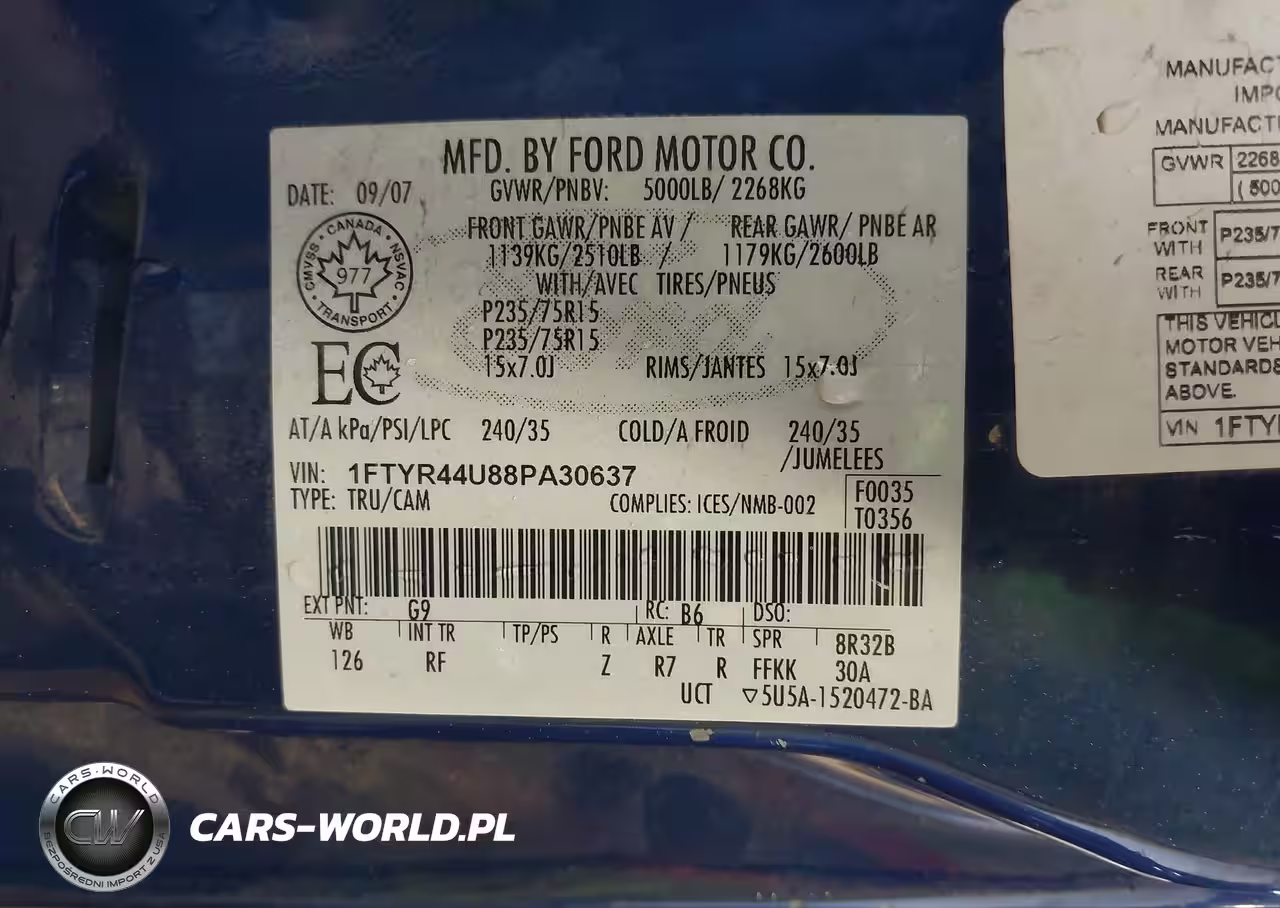 MFD. BY FORD MOTOR CO.
DATE: 09/07 GVWR/PNBV: 5000LB/ 2268KG
CMVSS • CANADA • NSVAC • TRANSPORT •
977
FRONT GAWR/PNBE AV / REAR GAWR/ PNBE AR
1139KG/2510LB / 1179KG/2600LB
WITH/AVEC TIRES/PNEUS
P235/75R15
P235/75R15
15x7.0J RIMS/JANTES 15x7.0J
EC
AT/A kPa/PSI/LPC 240/35 COLD/A FROID 240/35
/JUMELEES
VIN: 1FTYR44U88PA30637
TYPE: TRU/CAM COMPLIES: ICES/NMB-002
F0035
T0356
EXT PNT: G9 RC: B6 DSO:
WB INT TR TP/PS R AXLE TR SPR 8R32B
126 RF Z R7 R FFKK 30A
UCT ▽5U5A-1520472-BA
MANUFACT
IMPO
MANUFACT
GVWR 2268
(500
FRONT
WITH P235/7
REAR
WITH P235/7
THIS VEHICL
MOTOR VEH
STANDARDS
ABOVE.
VIN 1FTY
CARS-WORLD
CW
BEZPOŚREDNI IMPORT Z USA
CARS-WORLD.PL